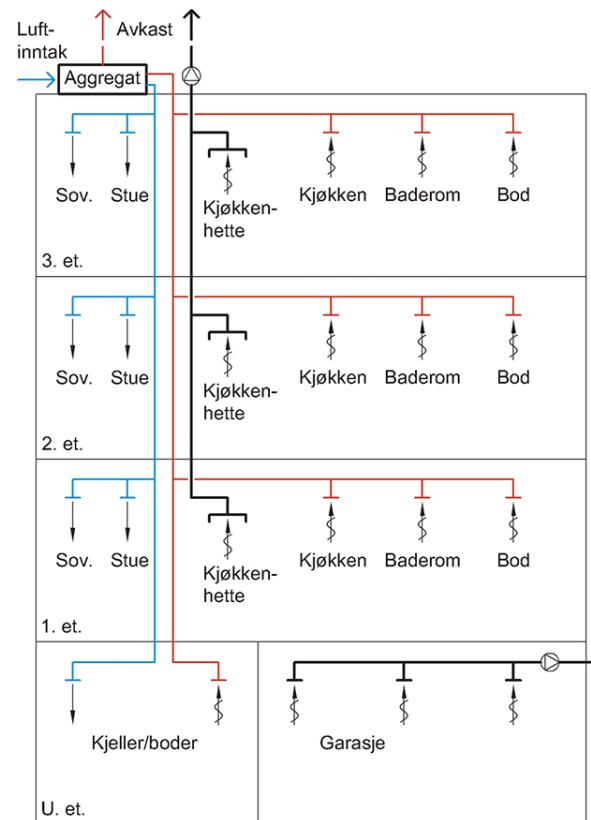 Luft-
inntak
Avkast
Aggregat
Sov.
Stue
Kjøkken-
hette
Kjøkken
Baderom
Bod
3. et.
Sov.
Stue
Kjøkken-
hette
Kjøkken
Baderom
Bod
2. et.
Sov.
Stue
Kjøkken-
hette
Kjøkken
Baderom
Bod
1. et.
Kjeller/boder
Garasje
U. et.